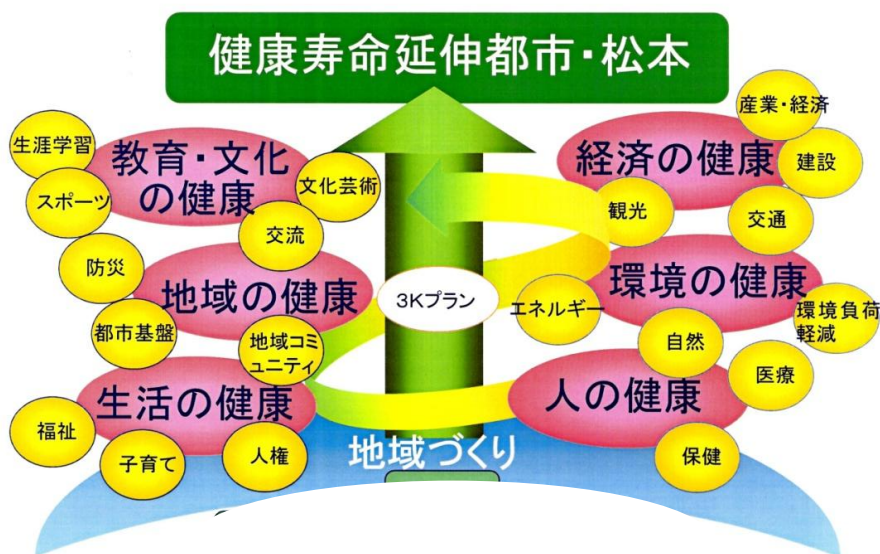 健康寿命延伸都市・松本
生涯学習
教育・文化
の健康
スポーツ
文化芸術
交流
産業・経済
経済の健康
建設
観光
交通
防災
地域の健康
都市基盤
地域コミ
ュニティ
3Kプラン
環境の健康
エネルギー
環境負荷
軽減
自然
医療
生活の健康
福祉
子育て
人権
人の健康
保健
地域づくり